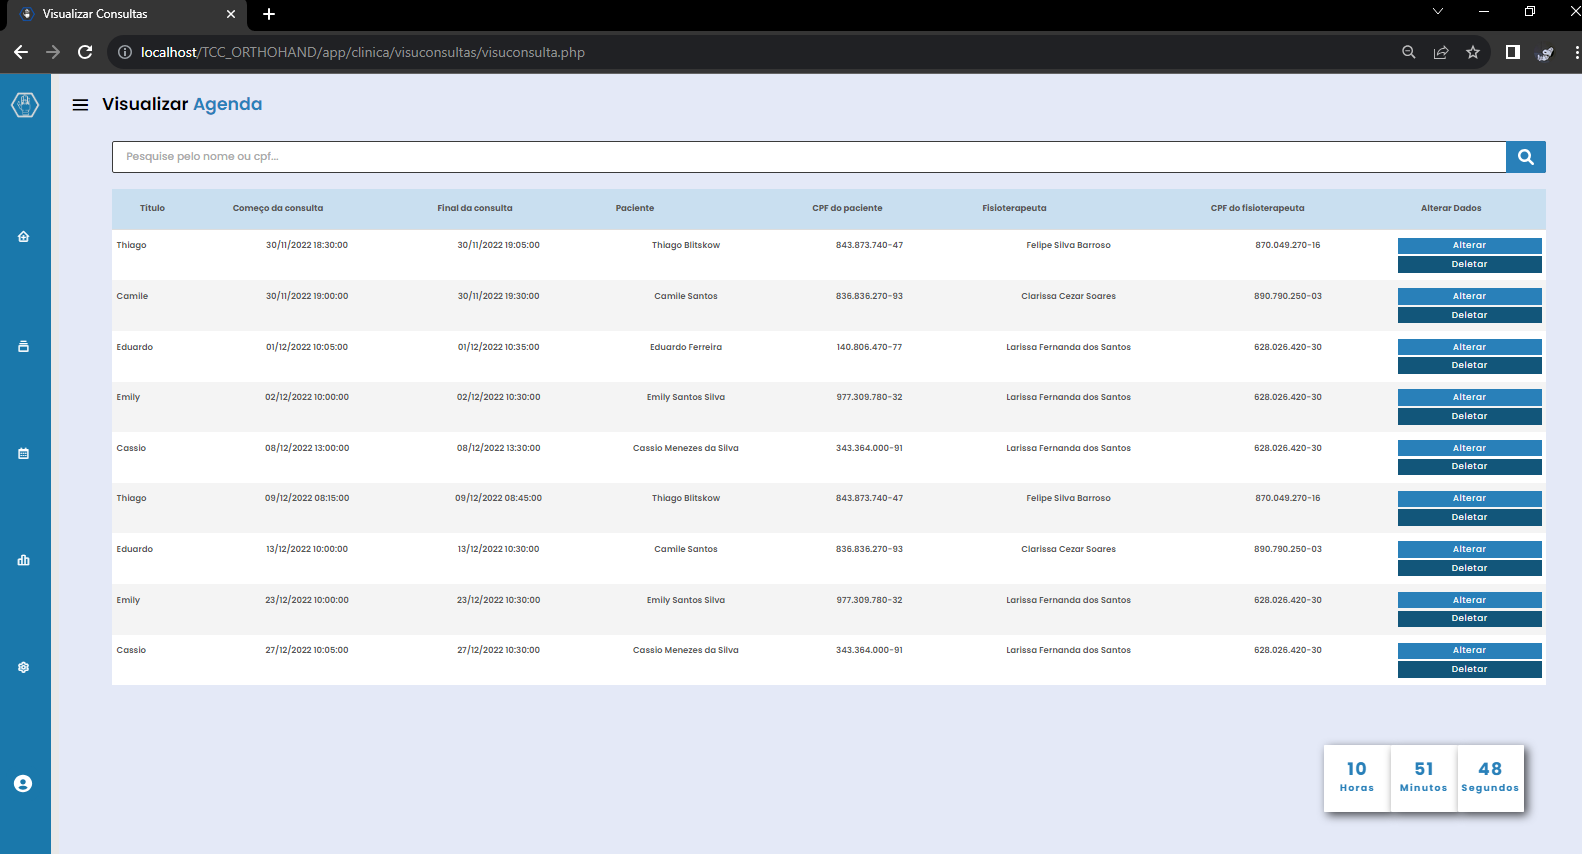 Visualizar Consultas
localhost/TCC_ORTHOHAND/app/clinica/visuconsultas/visuconsulta.php
Visualizar Agenda
Pesquise pelo nome ou cpf...
Título Começo da consulta Final da consulta Paciente CPF do paciente Fisioterapeuta CPF do fisioterapeuta Alterar Dados
Thiago 30/11/2022 18:30:00 30/11/2022 19:05:00 Thiago Blitskow 843.873.740-47 Felipe Silva Barroso 870.049.270-16 Alterar
Deletar
Camile 30/11/2022 19:00:00 30/11/2022 19:30:00 Camile Santos 836.836.270-93 Clarissa Cezar Soares 890.790.250-03 Alterar
Deletar
Eduardo 01/12/2022 10:05:00 01/12/2022 10:35:00 Eduardo Ferreira 140.806.470-77 Larissa Fernanda dos Santos 628.026.420-30 Alterar
Deletar
Emily 02/12/2022 10:00:00 02/12/2022 10:30:00 Emily Santos Silva 977.309.780-32 Larissa Fernanda dos Santos 628.026.420-30 Alterar
Deletar
Cassio 08/12/2022 13:00:00 08/12/2022 13:30:00 Cassio Menezes da Silva 343.364.000-91 Larissa Fernanda dos Santos 628.026.420-30 Alterar
Deletar
Thiago 09/12/2022 08:15:00 09/12/2022 08:45:00 Thiago Blitskow 843.873.740-47 Felipe Silva Barroso 870.049.270-16 Alterar
Deletar
Eduardo 13/12/2022 10:00:00 13/12/2022 10:30:00 Camile Santos 836.836.270-93 Clarissa Cezar Soares 890.790.250-03 Alterar
Deletar
Emily 23/12/2022 10:00:00 23/12/2022 10:30:00 Emily Santos Silva 977.309.780-32 Larissa Fernanda dos Santos 628.026.420-30 Alterar
Deletar
Cassio 27/12/2022 10:05:00 27/12/2022 10:30:00 Cassio Menezes da Silva 343.364.000-91 Larissa Fernanda dos Santos 628.026.420-30 Alterar
Deletar
10 51 48
Horas Minutos Segundos